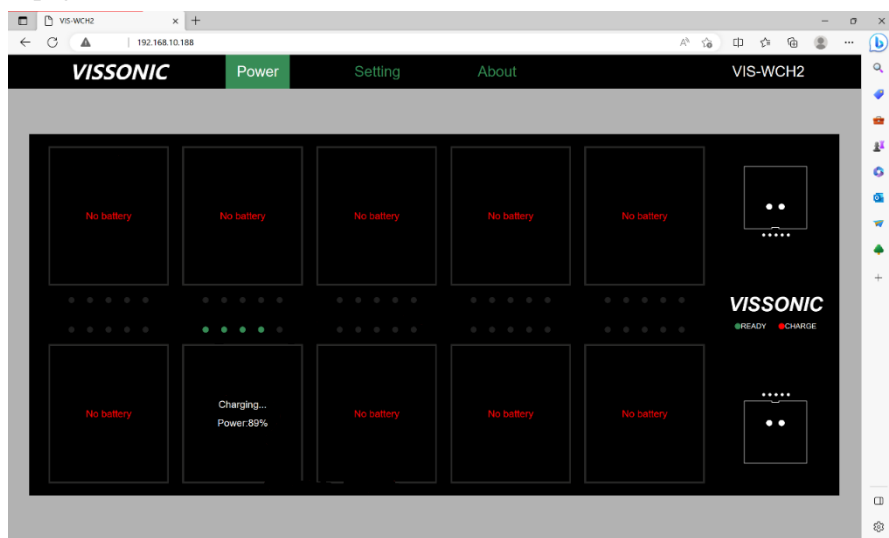 VIS-WCH2
192.168.10.188
VISSONIC Power Setting About VIS-WCH2
No battery No battery No battery No battery No battery
VISSONIC
READY CHARGE
No battery Charging... No battery No battery No battery
Power:89%